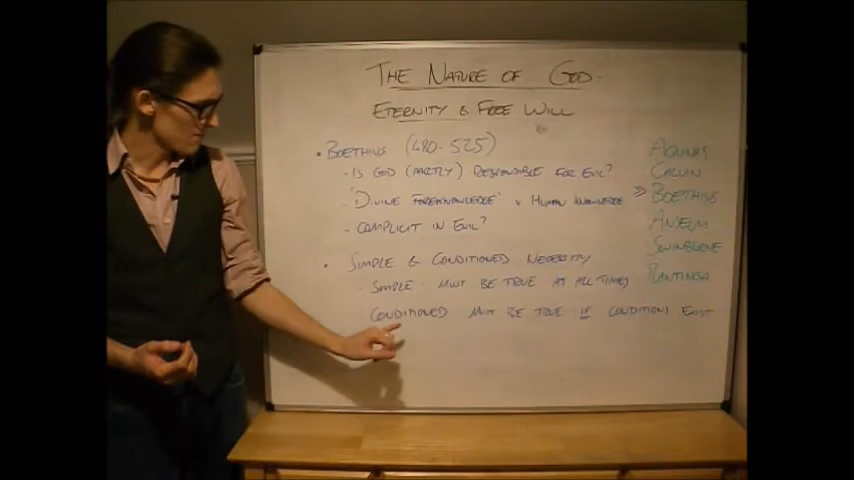 THE NATURE OF GOD
ETERNITY & FREE WILL
• BOETHIUS (480-525)
- IS GOD (PARTLY) RESPONSIBLE FOR EVIL?
- 'DIVINE FOREKNOWLEDGE' V HUMAN KNOWLEDGE
- COMPLICIT IN EVIL?
• SIMPLE & CONDITIONED NECESSITY
- SIMPLE MUST BE TRUE AT ALL TIMES
CONDITIONED MUST BE TRUE IF CONDITIONS EXIST
AQUINAS
CALVIN
>> BOETHIUS
ANSELM
SWINBURNE
PLANTINGA